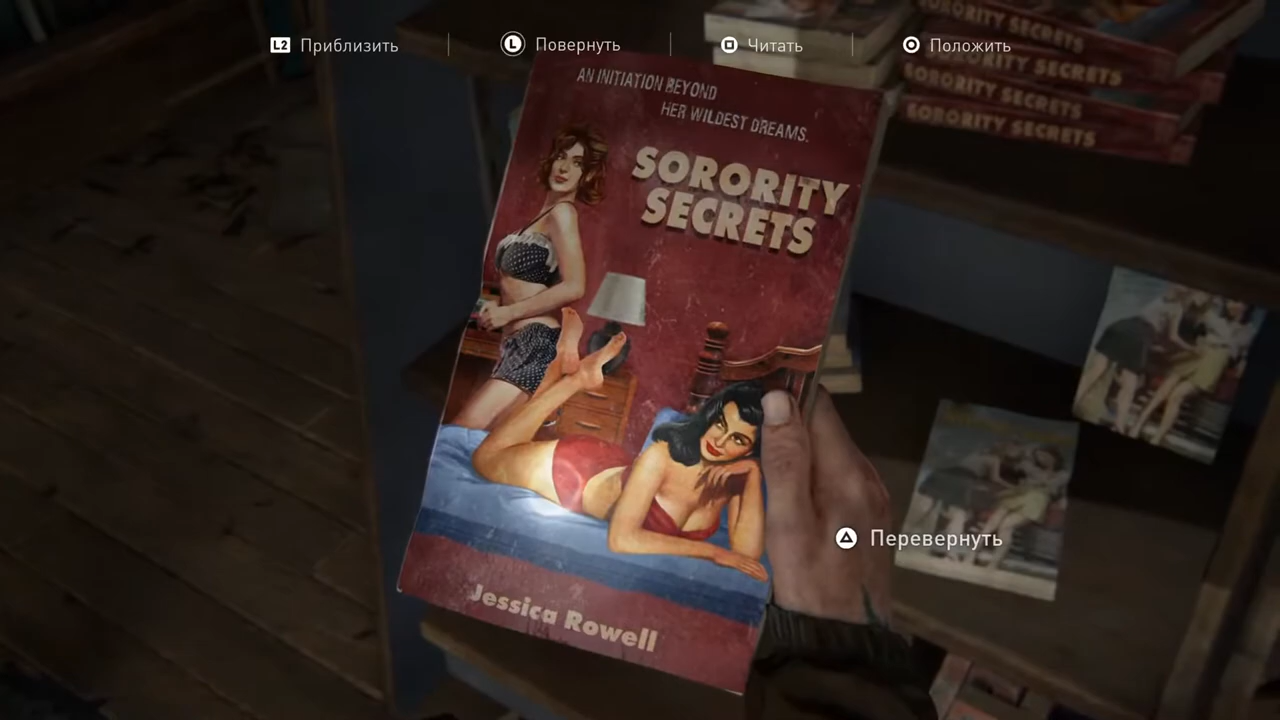 L2 Приблизить
L Повернуть
Читать
Положить
AN INITIATION BEYOND
HER WILDEST DREAMS.
SORORITY
SECRETS
Jessica Rowell
Перевернуть
SORORITY SECRETS
SORORITY SECRETS
SORORITY SECRETS
SORORITY SECRETS